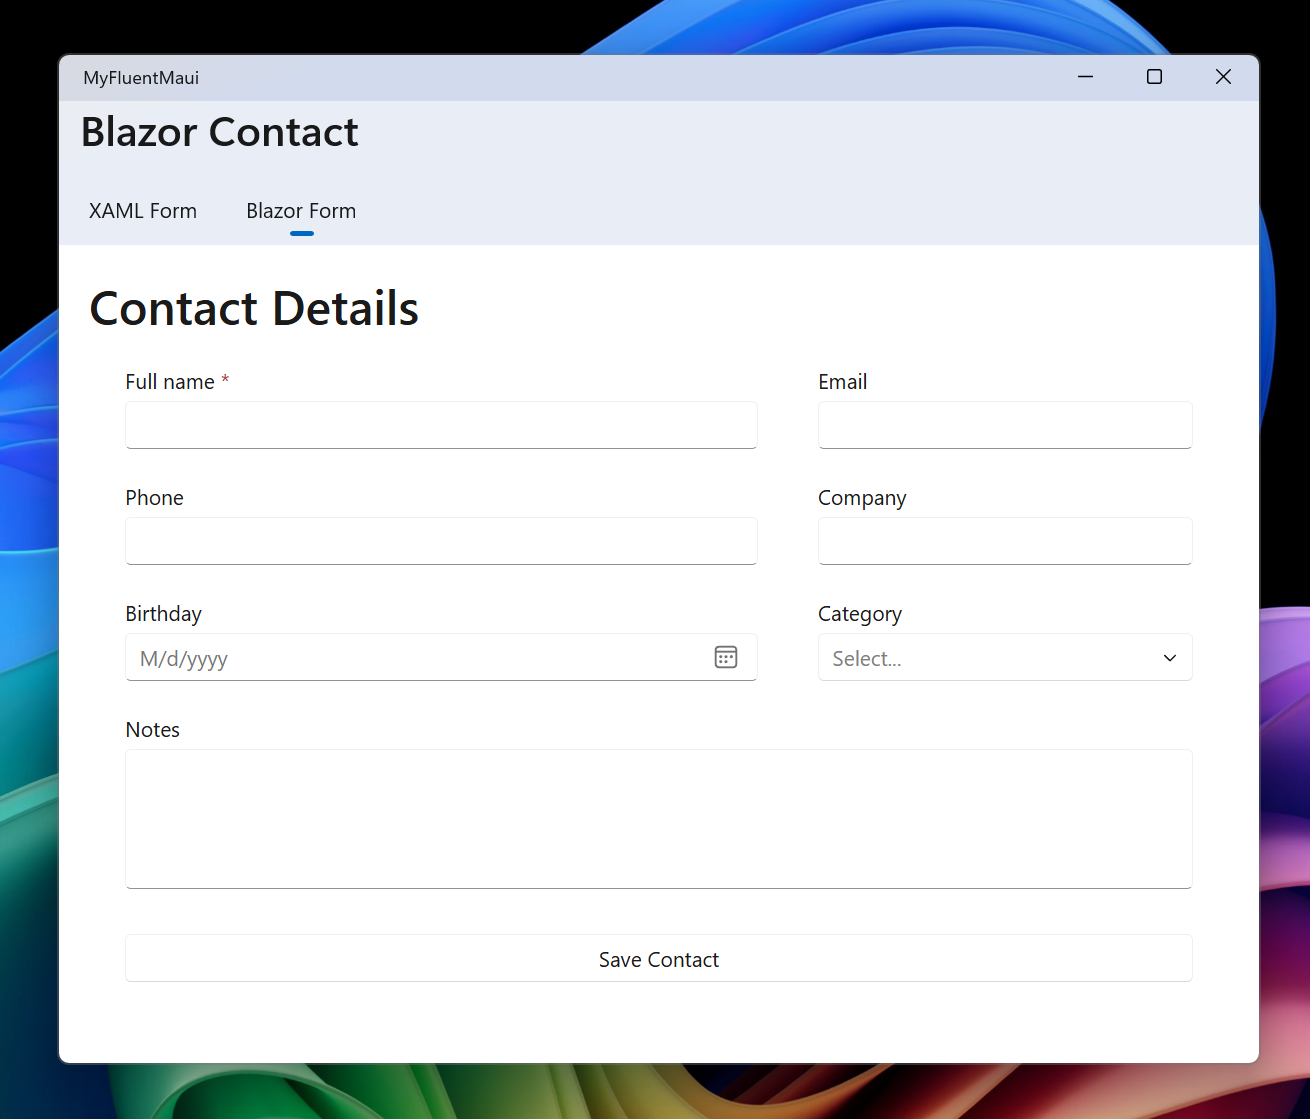 MyFluentMaui
Blazor Contact
XAML Form Blazor Form
Contact Details
Full name * Email
Phone Company
Birthday Category
M/d/yyyy Select...
Notes
Save Contact